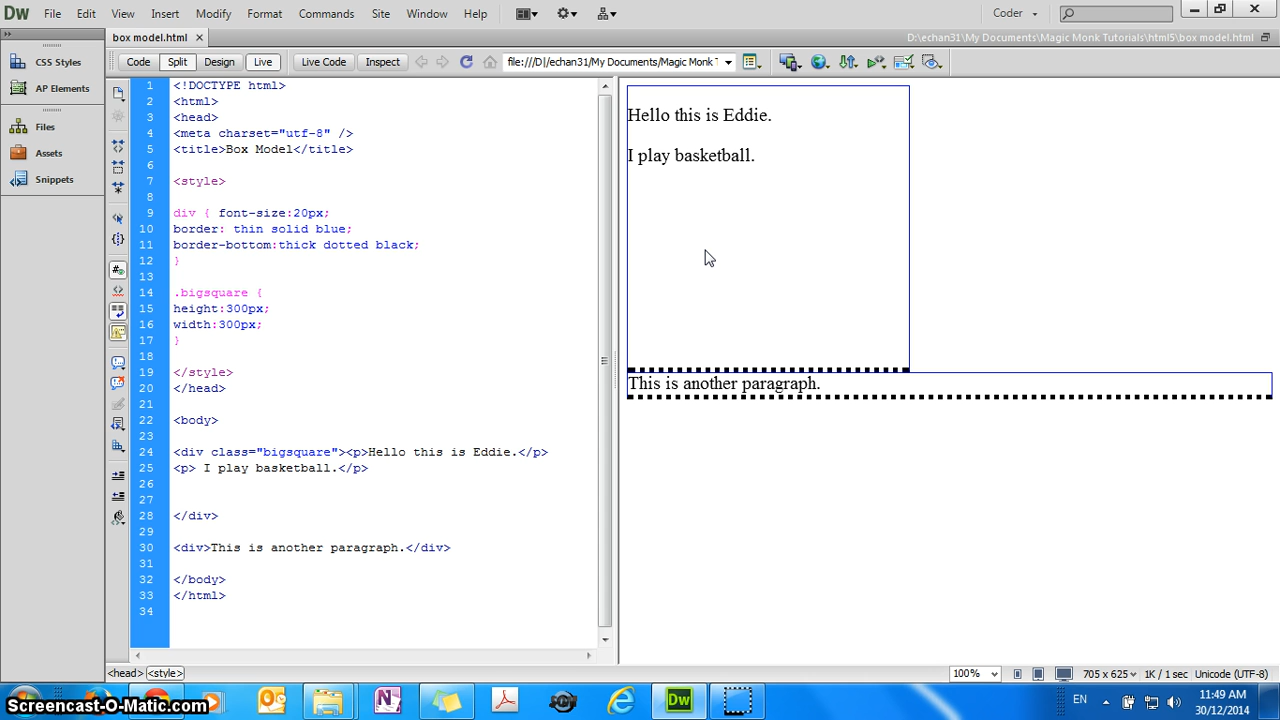 Dw File Edit View Insert Modify Format Commands Site Window Help Coder
box model.html
D:\echan31\My Documents\Magic Monk Tutorials\html5\box model.html
Code Split Design Live Live Code Inspect file:///D|/echan31/My Documents/Magic Monk T
CSS Styles
AP Elements
Files
Assets
Snippets
1 <!DOCTYPE html>
2 <html>
3 <head>
4 <meta charset="utf-8" />
5 <title>Box Model</title>
6
7 <style>
8
9 div { font-size:20px;
10 border: thin solid blue;
11 border-bottom:thick dotted black;
12 }
13
14 .bigsquare {
15 height:300px;
16 width:300px;
17 }
18
19 </style>
20 </head>
21
22 <body>
23
24 <div class="bigsquare"><p>Hello this is Eddie.</p>
25 <p> I play basketball.</p>
26
27
28 </div>
29
30 <div>This is another paragraph.</div>
31
32 </body>
33 </html>
34
Hello this is Eddie.
I play basketball.
This is another paragraph.
<head> <style>
100% 705 x 625 1K / 1 sec Unicode (UTF-8)
Screencast-O-Matic.com
Dw
EN
11:49 AM
30/12/2014